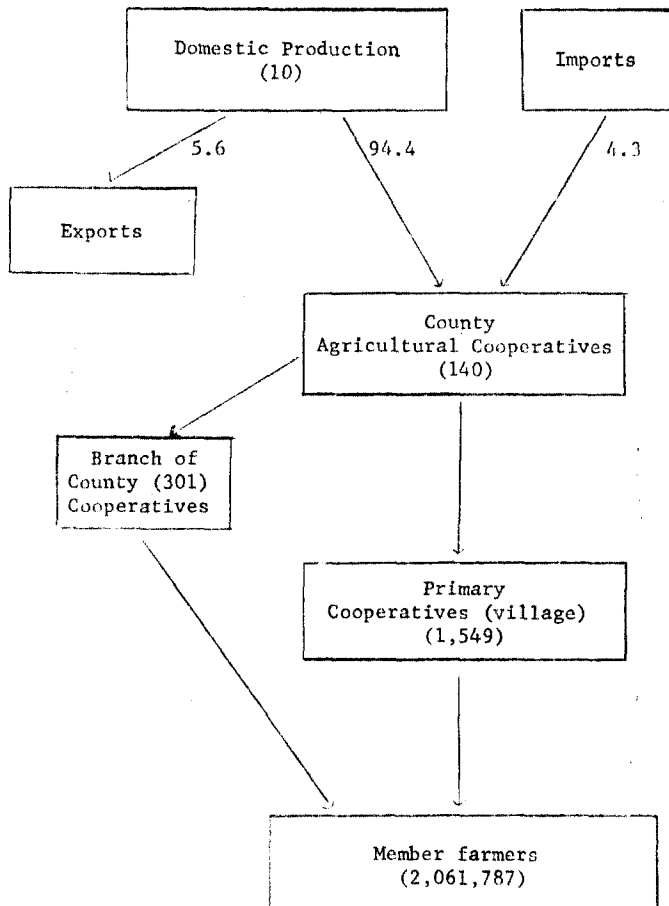 Domestic Production
(10)
Imports
5.6
94.4
4.3
Exports
County
Agricultural Cooperatives
(140)
Branch of
County (301)
Cooperatives
Primary
Cooperatives (village)
(1,549)
Member farmers
(2,061,787)